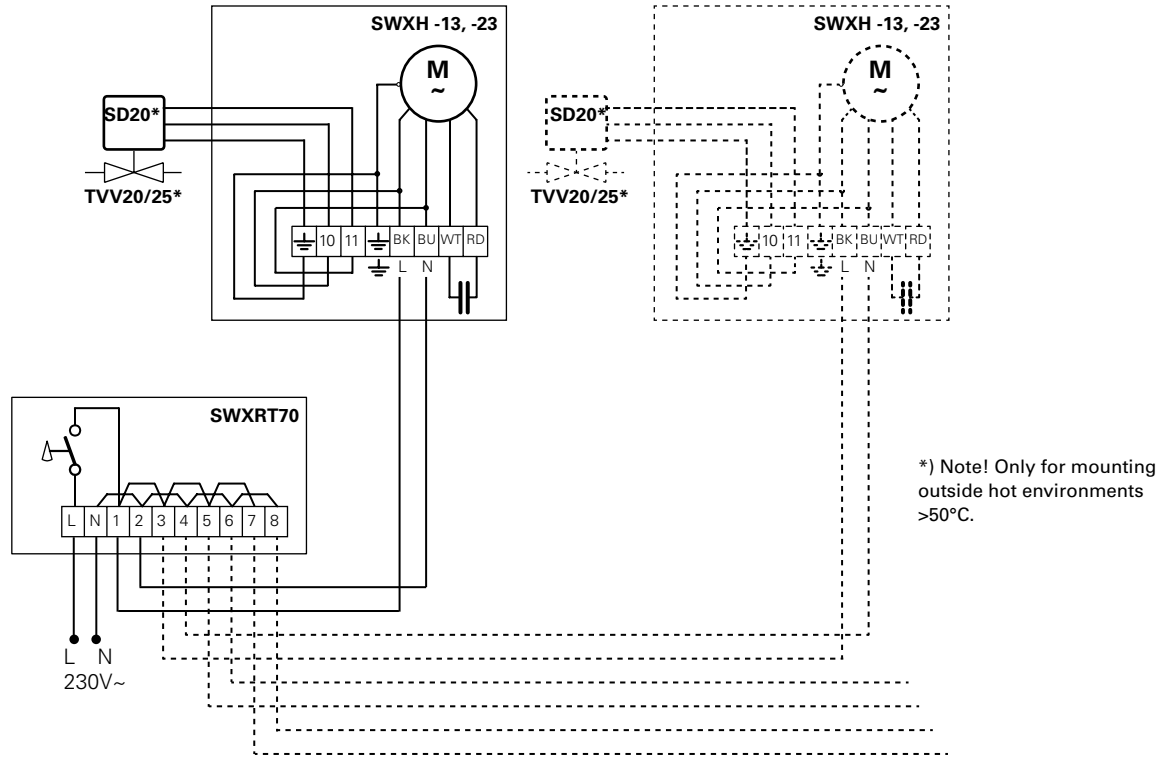 SWXH -13, -23
M
~
SD20*
TVV20/25*
10 11 BK BU WT RD
L N
SWXH -13, -23
M
~
SD20*
TVV20/25*
10 11 BK BU WT RD
L N
SWXRT70
L N 1 2 3 4 5 6 7 8
L N
230V~
*) Note! Only for mounting
outside hot environments
>50°C.